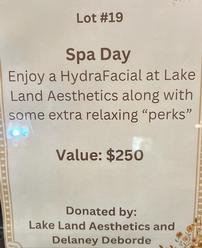 Lot #19
Spa Day
Enjoy a HydraFacial at Lake
Land Aesthetics along with
some extra relaxing “perks”
Value: $250
Donated by:
Lake Land Aesthetics and
Delaney Deborde